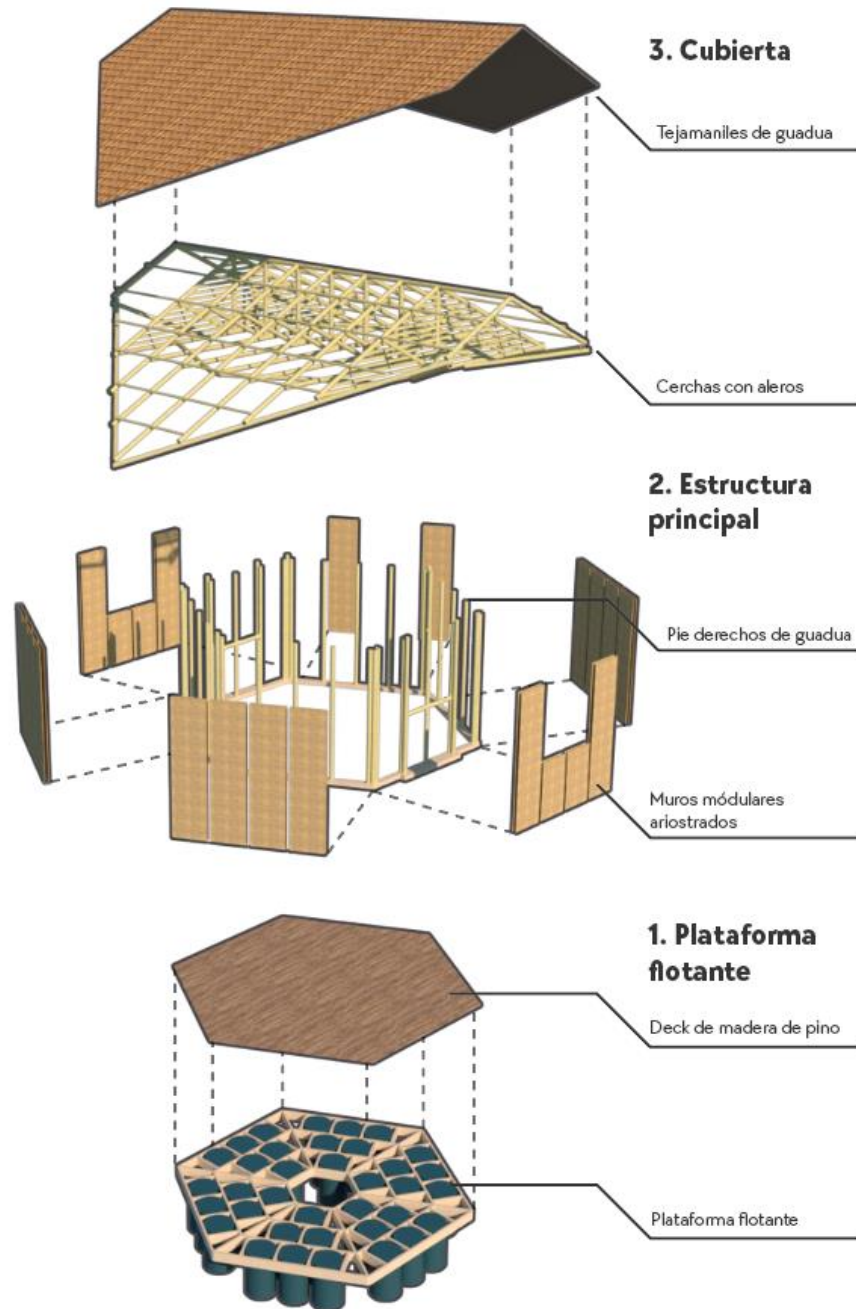 3. Cubierta
Tejamaniles de guadua
Cerchas con aleros
2. Estructura
principal
Pie derechos de guadua
Muros módulares
ariostrados
1. Plataforma
flotante
Deck de madera de pino
Plataforma flotante